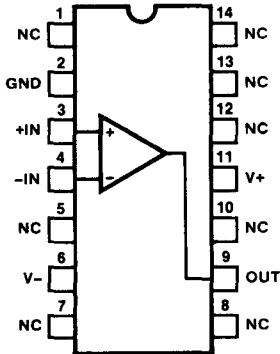 1 14
NC NC
2 13
GND NC
3 12
+IN + NC
4 11
-IN - V+
5 10
NC NC
6 9
V- OUT
7 8
NC NC